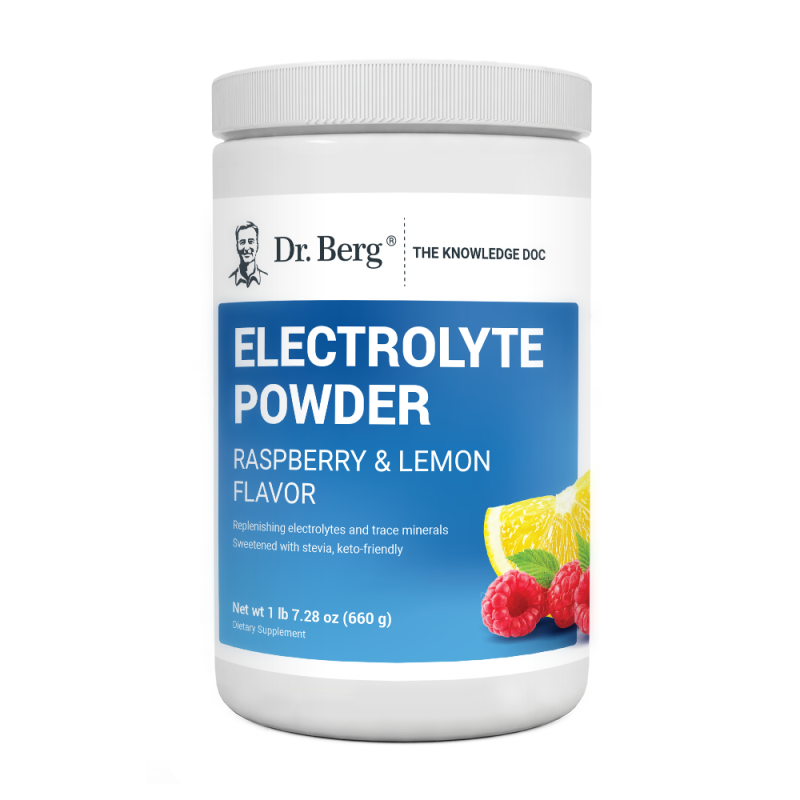 Dr. Berg®
THE KNOWLEDGE DOC
ELECTROLYTE
POWDER
RASPBERRY & LEMON
FLAVOR
Replenishing electrolytes and trace minerals
Sweetened with stevia, keto-friendly
Net wt 1 lb 7.28 oz (660 g)
Dietary Supplement